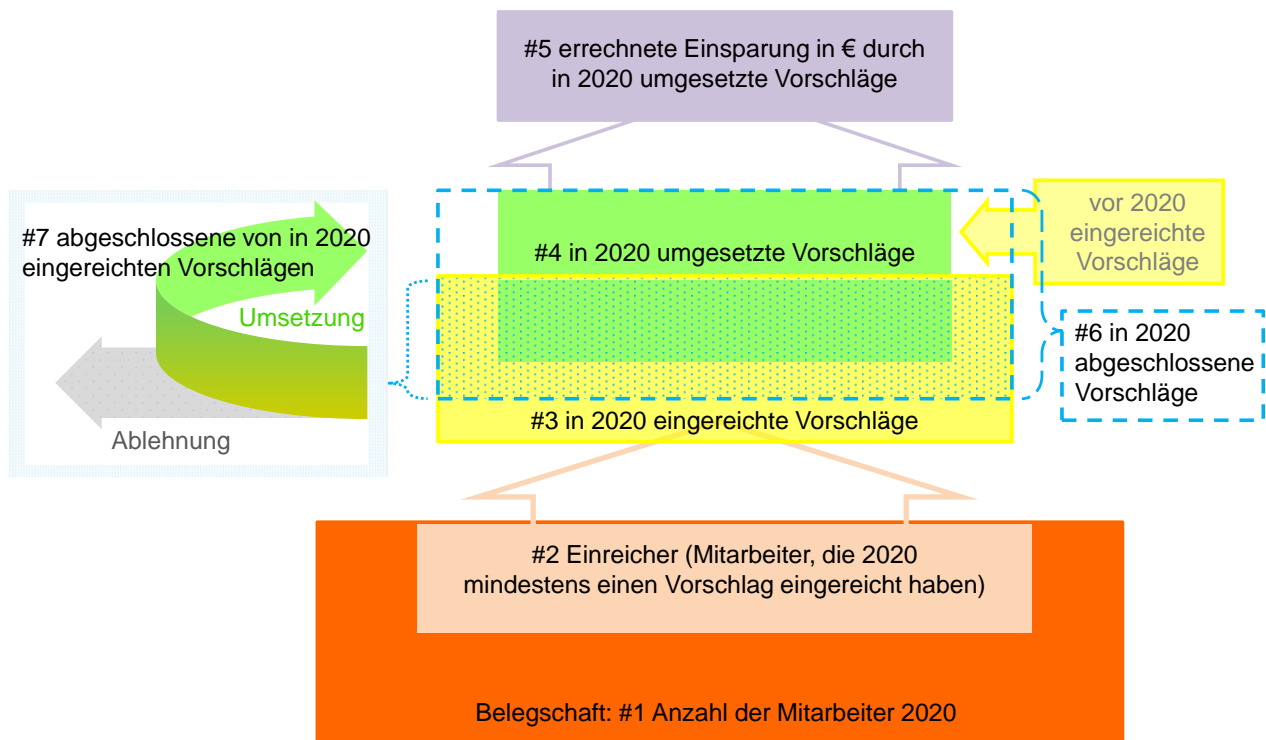 #5 errechnete Einsparung in € durch
in 2020 umgesetzte Vorschläge
#7 abgeschlossene von in 2020
eingereichten Vorschlägen
Umsetzung
Ablehnung
#4 in 2020 umgesetzte Vorschläge
vor 2020
eingereichte
Vorschläge
#6 in 2020
abgeschlossene
Vorschläge
#3 in 2020 eingereichte Vorschläge
#2 Einreicher (Mitarbeiter, die 2020
mindestens einen Vorschlag eingereicht haben)
Belegschaft: #1 Anzahl der Mitarbeiter 2020